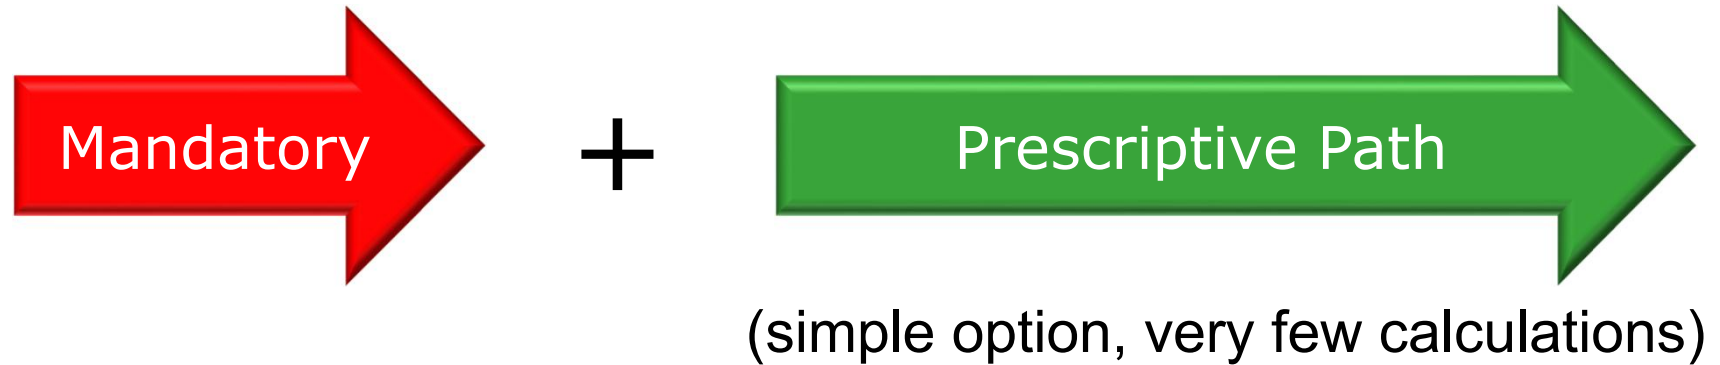 Mandatory + Prescriptive Path
(simple option, very few calculations)